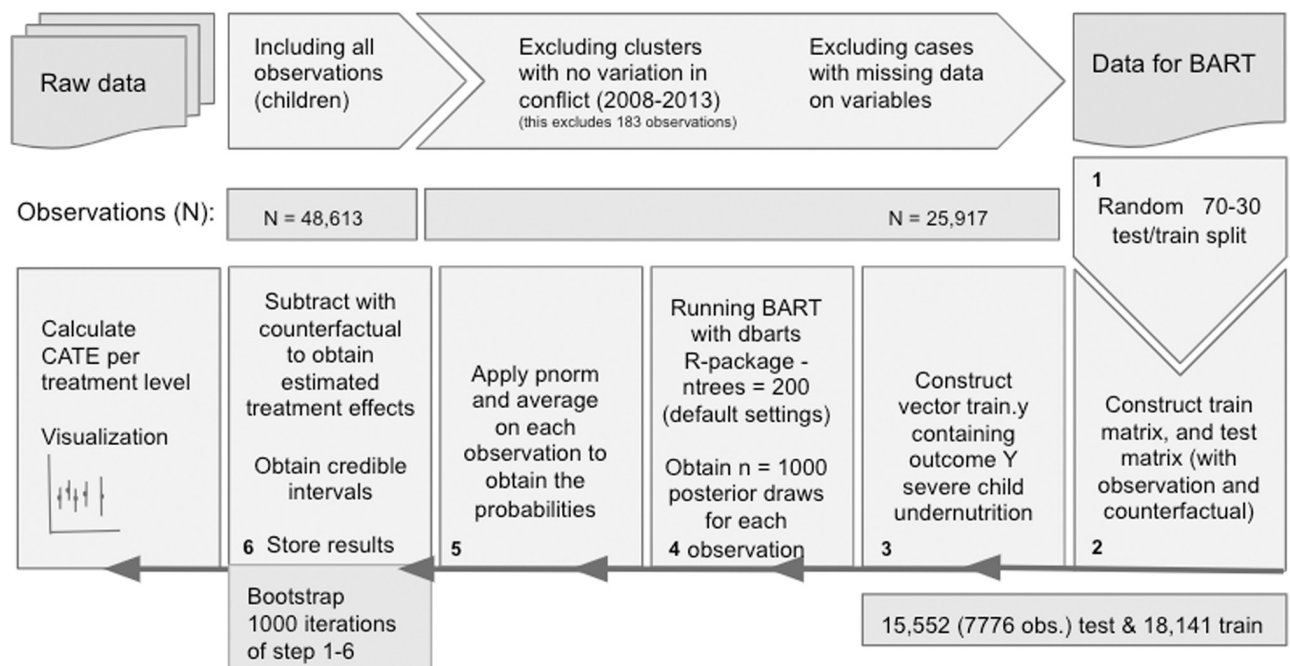 Raw data
Including all
observations
(children)
Excluding clusters
with no variation in
conflict (2008-2013)
(this excludes 183 observations)
Excluding cases
with missing data
on variables
Data for BART
Observations (N):
N = 48,613
N = 25,917
1
Random 70-30
test/train split
Calculate
CATE per
treatment level
Visualization
Subtract with
counterfactual
to obtain
estimated
treatment effects
Obtain credible
intervals
6 Store results
Apply pnorm
and average
on each
observation to
obtain the
probabilities
5
Running BART
with dbarts
R-package -
ntrees = 200
(default settings)
Obtain n = 1000
posterior draws
for each
4 observation
Construct
vector train.y
containing
outcome Y
severe child
undernutrition
3
Construct train
matrix, and test
matrix (with
observation and
counterfactual)
2
Bootstrap
1000 iterations
of step 1-6
15,552 (7776 obs.) test & 18,141 train